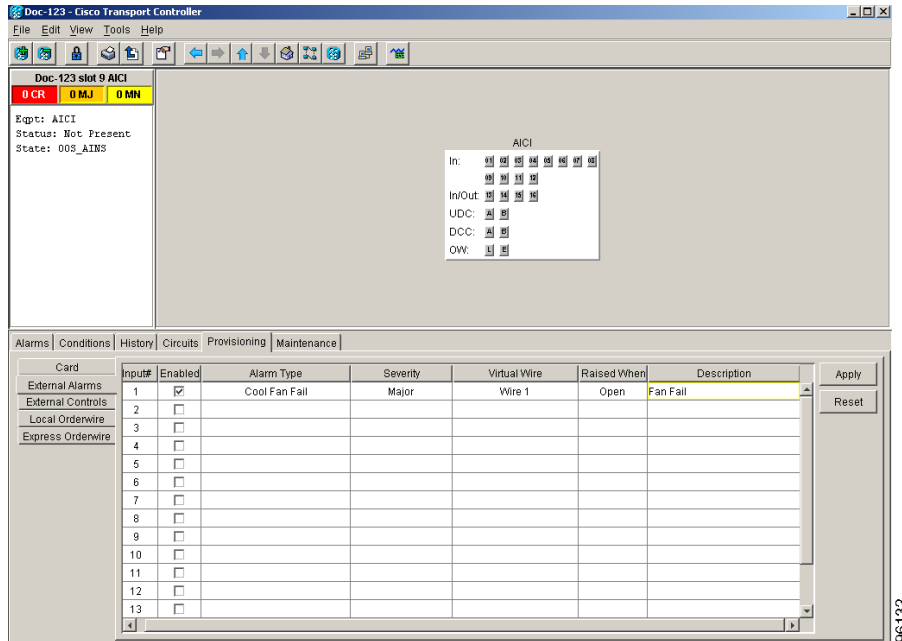 Doc-123 - Cisco Transport Controller
File Edit View Tools Help
Doc-123 slot 9 AICI
0 CR 0 MJ 0 MN
Eqpt: AICI
Status: Not Present
State: OOS_AINS
AICI
In: 01 02 03 04 05 06 07 08
09 10 11 12
In/Out: 13 14 15 16
UDC: A B
DCC: A B
OW: L E
Alarms Conditions History Circuits Provisioning Maintenance
Card
External Alarms
External Controls
Local Orderwire
Express Orderwire
Input# Enabled Alarm Type Severity Virtual Wire Raised When Description
1 Cool Fan Fail Major Wire 1 Open Fan Fail
2
3
4
5
6
7
8
9
10
11
12
13
Apply
Reset
96132